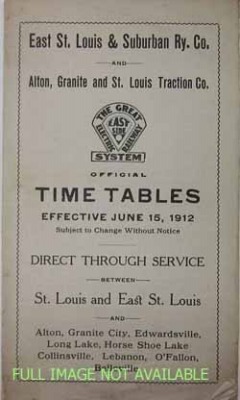 East St. Louis & Suburban Ry. Co.
AND
Alton, Granite and St. Louis Traction Co.
THE GREAT
EAST SIDE
ELECTRIC RAILWAY
SYSTEM
OFFICIAL
TIME TABLES
EFFECTIVE JUNE 15, 1912
Subject to Change Without Notice
DIRECT THROUGH SERVICE
BETWEEN
St. Louis and East St. Louis
AND
Alton, Granite City, Edwardsville,
Long Lake, Horse Shoe Lake
Collinsville, Lebanon, O'Fallon,
Belleville
FULL IMAGE NOT AVAILABLE